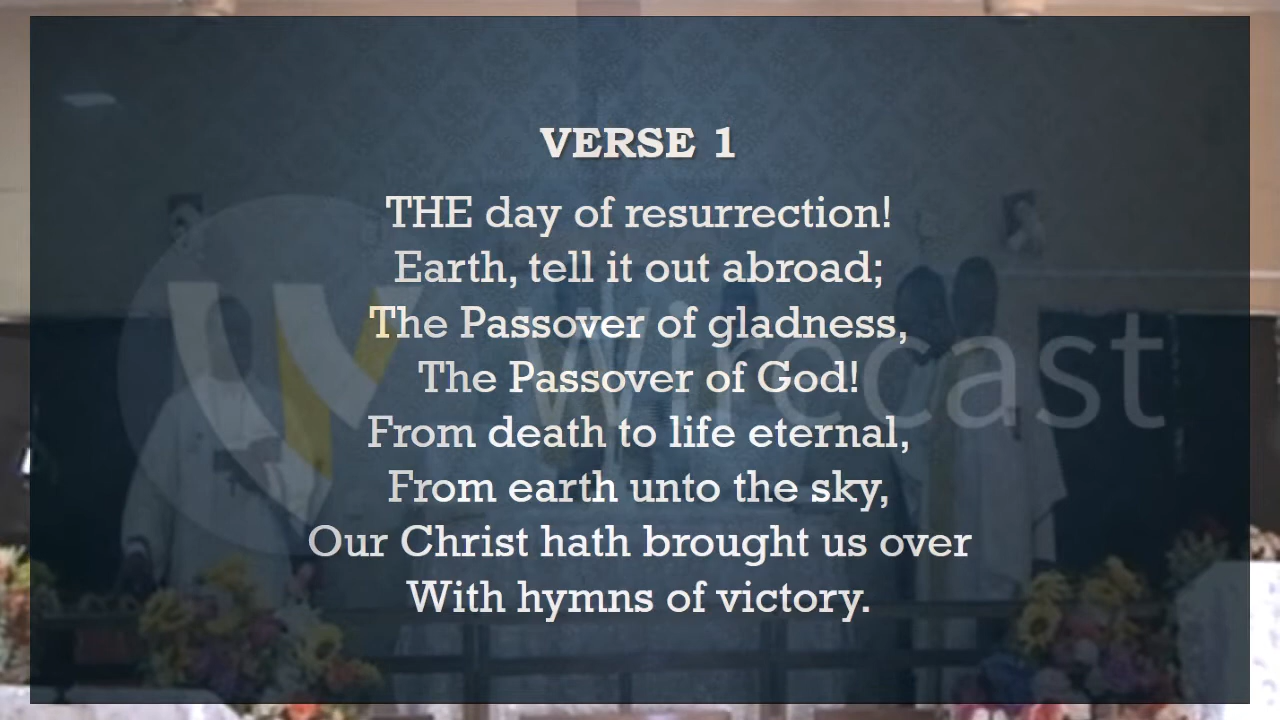 VERSE 1
THE day of resurrection!
Earth, tell it out abroad;
The Passover of gladness,
The Passover of God!
From death to life eternal,
From earth unto the sky,
Our Christ hath brought us over
With hymns of victory.
Wirecast